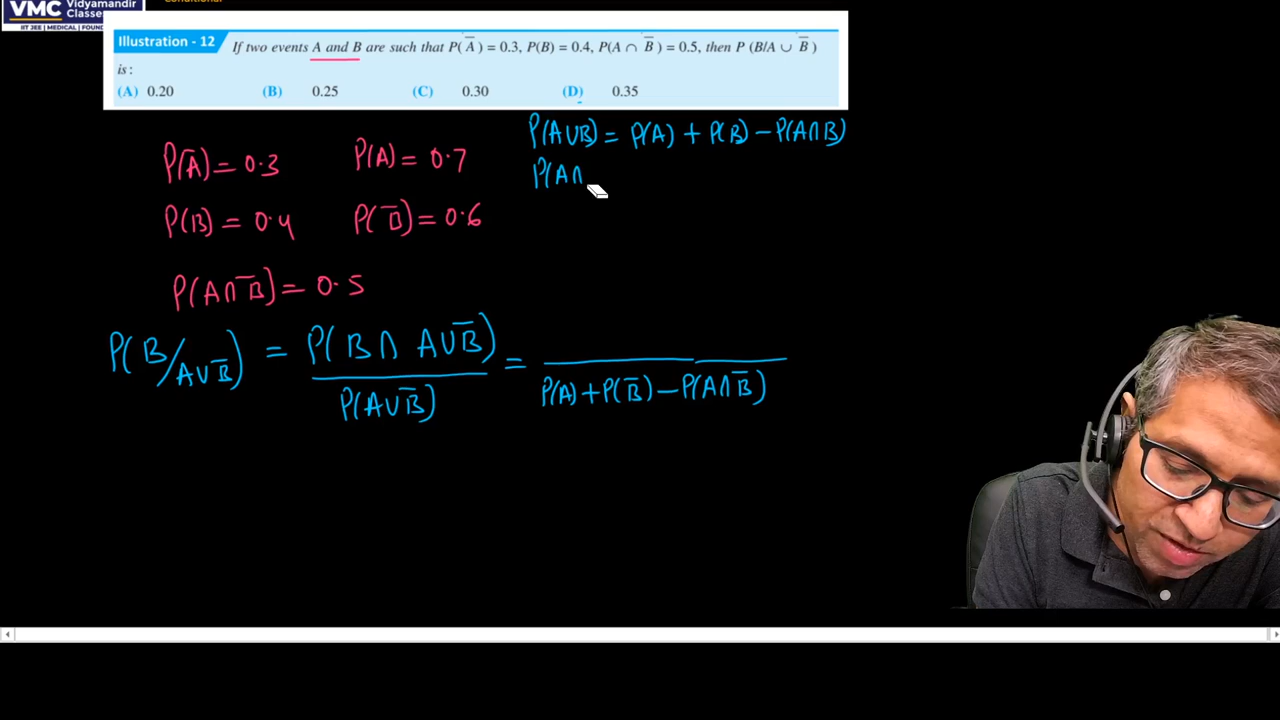 Conditional
VMC Vidyamandir
Classes
IIT JEE | MEDICAL | FOUND
Illustration - 12 If two events A and B are such that P( A̅ ) = 0.3, P(B) = 0.4, P(A ∩ B̅ ) = 0.5, then P (B/A ∪ B̅ )
is :
(A) 0.20 (B) 0.25 (C) 0.30 (D) 0.35
P(A∪B) = P(A) + P(B) – P(A∩B)
P(A̅) = 0.3 P(A) = 0.7
P(A∩
P(B) = 0.4 P(B̅) = 0.6
P(A∩B̅) = 0.5
P(B/A∪B̅) = P(B∩ A∪B̅) / P(A∪B̅) = / P(A)+P(B̅)–P(A∩B̅)